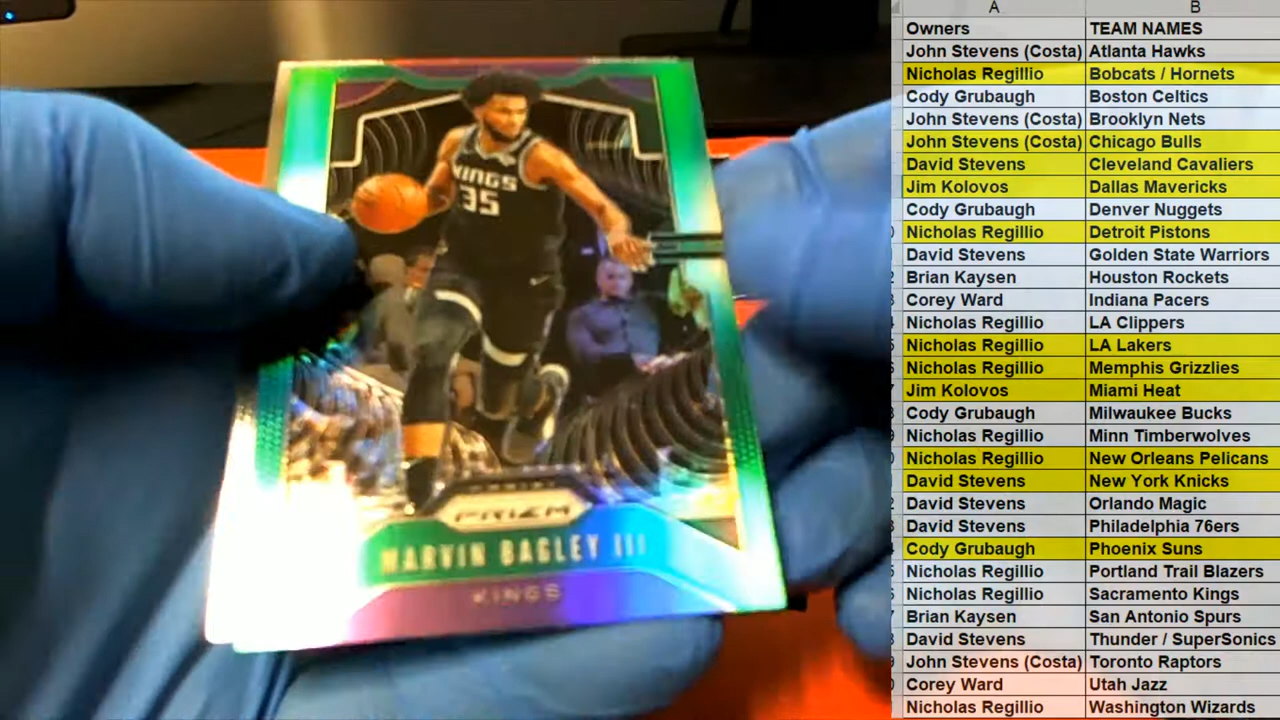 KINGS
35
PANINI
PRIZM
MARVIN BAGLEY III
KINGS
A B
Owners TEAM NAMES
John Stevens (Costa) Atlanta Hawks
Nicholas Regillio Bobcats / Hornets
Cody Grubaugh Boston Celtics
John Stevens (Costa) Brooklyn Nets
John Stevens (Costa) Chicago Bulls
David Stevens Cleveland Cavaliers
Jim Kolovos Dallas Mavericks
Cody Grubaugh Denver Nuggets
Nicholas Regillio Detroit Pistons
David Stevens Golden State Warriors
Brian Kaysen Houston Rockets
Corey Ward Indiana Pacers
Nicholas Regillio LA Clippers
Nicholas Regillio LA Lakers
Nicholas Regillio Memphis Grizzlies
Jim Kolovos Miami Heat
Cody Grubaugh Milwaukee Bucks
Nicholas Regillio Minn Timberwolves
Nicholas Regillio New Orleans Pelicans
David Stevens New York Knicks
David Stevens Orlando Magic
David Stevens Philadelphia 76ers
Cody Grubaugh Phoenix Suns
Nicholas Regillio Portland Trail Blazers
Nicholas Regillio Sacramento Kings
Brian Kaysen San Antonio Spurs
David Stevens Thunder / SuperSonics
John Stevens (Costa) Toronto Raptors
Corey Ward Utah Jazz
Nicholas Regillio Washington Wizards